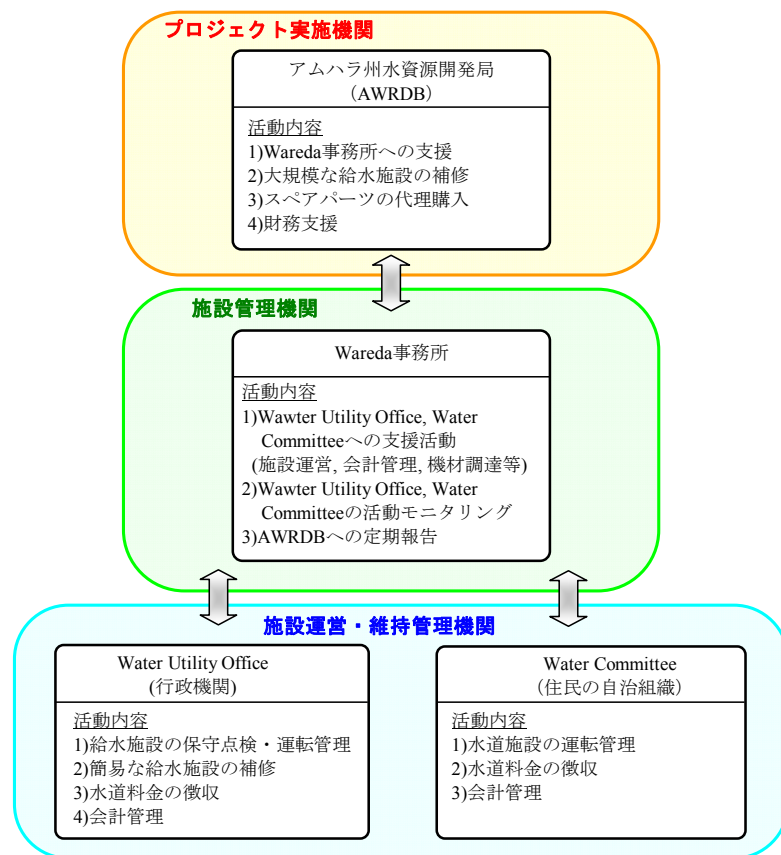 プロジェクト実施機関
アムハラ州水資源開発局
（AWRDB）
活動内容
1)Wareda事務所への支援
2)大規模な給水施設の補修
3)スペアパーツの代理購入
4)財務支援
施設管理機関
Wareda事務所
活動内容
1)Wawter Utility Office, Water
Committeeへの支援活動
(施設運営, 会計管理, 機材調達等)
2)Wawter Utility Office, Water
Committeeの活動モニタリング
3)AWRDBへの定期報告
施設運営・維持管理機関
Water Utility Office
(行政機関)
活動内容
1)給水施設の保守点検・運転管理
2)簡易な給水施設の補修
3)水道料金の徴収
4)会計管理
Water Committee
（住民の自治組織）
活動内容
1)水道施設の運転管理
2)水道料金の徴収
3)会計管理